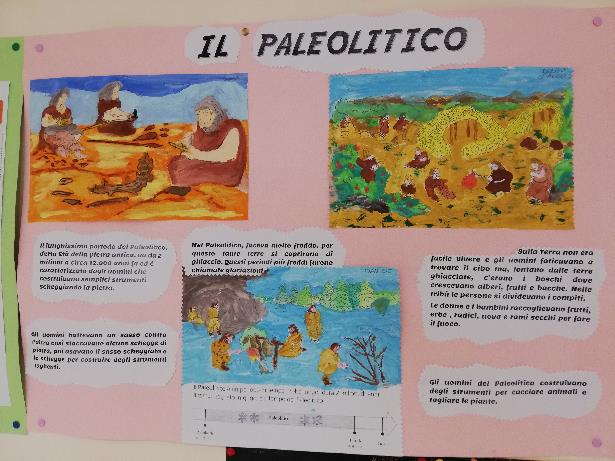 IL PALEOLITICO
Il lunghissimo periodo del Paleolitico,
detto Età della pietra antica, va da 2
milioni a circa 12.000 anni fa ed è
caratterizzato dagli uomini che
costruivano semplici strumenti
scheggiando la pietra.
Gli uomini battevano un sasso contro
l'altro così staccavano alcune schegge di
pietra, poi usavano il sasso scheggiato e
le schegge per costruire degli strumenti
taglienti.
Nel Paleolitico, faceva molto freddo, per
questo tante terre si coprirono di
ghiaccio. Questi periodi più freddi furono
chiamate glaciazioni
Sulla Terra non era
facile vivere e gli uomini faticavano a
trovare il cibo ma, lontano dalle terre
ghiacciate, c'erano i boschi dove
crescevano alberi, frutti e bacche. Nelle
tribù le persone si dividevano i compiti.
Le donne e i bambini raccoglievano frutti,
erba, radici, uova e rami secchi per fare
il fuoco.
Gli uomini del Paleolitico costruivano
degli strumenti per cacciare animali e
tagliare le piante.
Paleolitico